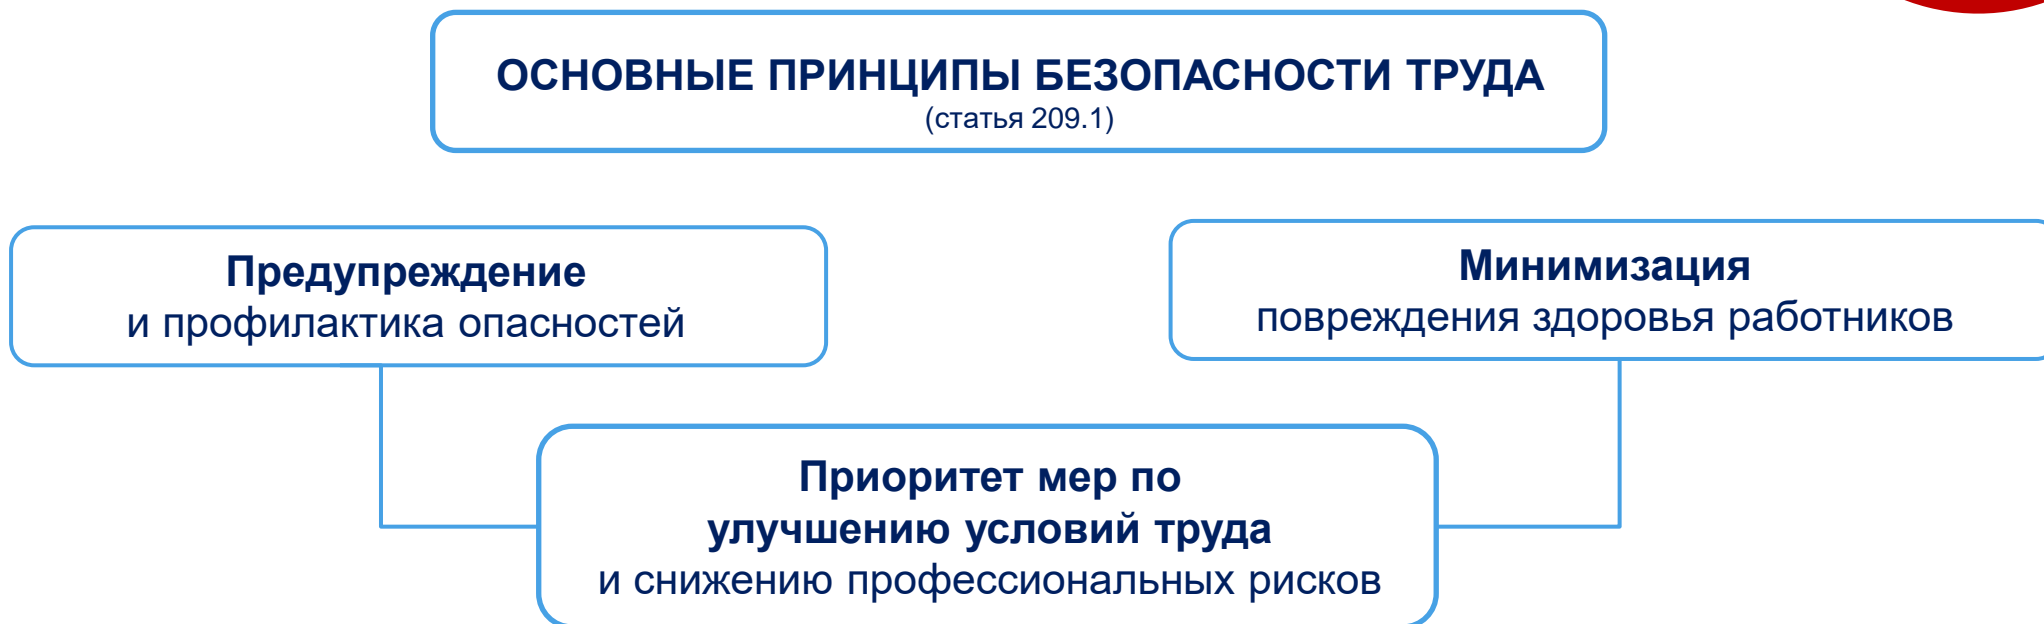 ОСНОВНЫЕ ПРИНЦИПЫ БЕЗОПАСНОСТИ ТРУДА
(статья 209.1)
Предупреждение
и профилактика опасностей
Минимизация
повреждения здоровья работников
Приоритет мер по
улучшению условий труда
и снижению профессиональных рисков